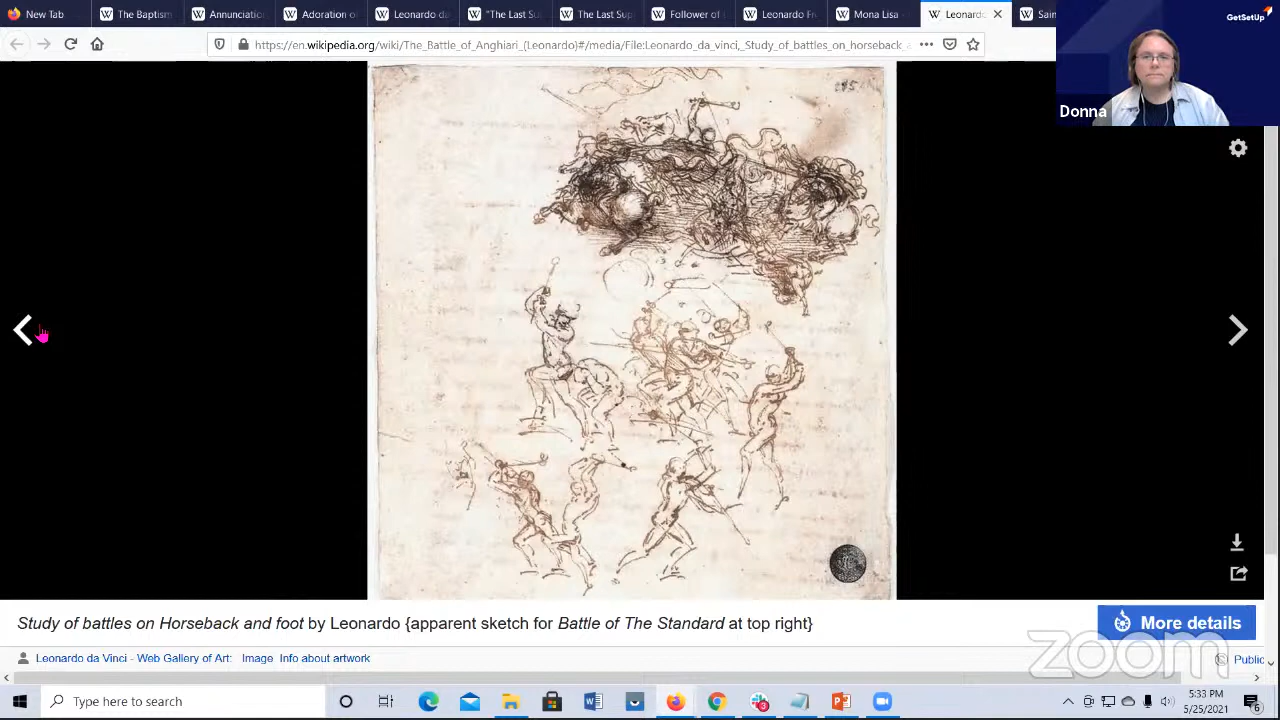 New Tab
The Baptism
Annunciatio
Adoration o
Leonardo da
"The Last Su
The Last Sup
Follower of
Leonardo Fi
Mona Lisa -
Leonardo
Sain
GetSetUp
https://en.wikipedia.org/wiki/The_Battle_of_Anghiari_(Leonardo)#/media/File:Leonardo_da_vinci,_Study_of_battles_on_horseback_
Donna
Study of battles on Horseback and foot by Leonardo {apparent sketch for Battle of The Standard at top right}
More details
zoom
Leonardo da Vinci - Web Gallery of Art: Image Info about artwork
Public
Type here to search
3
5:33 PM
5/25/2021
6